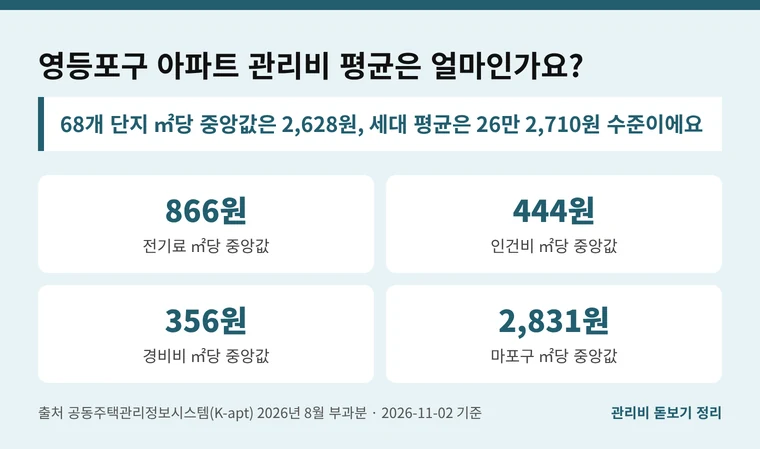 영등포구 아파트 관리비 평균은 얼마인가요?
68개 단지 ㎡당 중앙값은 2,628원, 세대 평균은 26만 2,710원 수준이에요
866원
전기료 ㎡당 중앙값
444원
인건비 ㎡당 중앙값
356원
경비비 ㎡당 중앙값
2,831원
마포구 ㎡당 중앙값
출처 공동주택관리정보시스템(K-apt) 2026년 8월 부과분 · 2026-11-02 기준
관리비 돋보기 정리